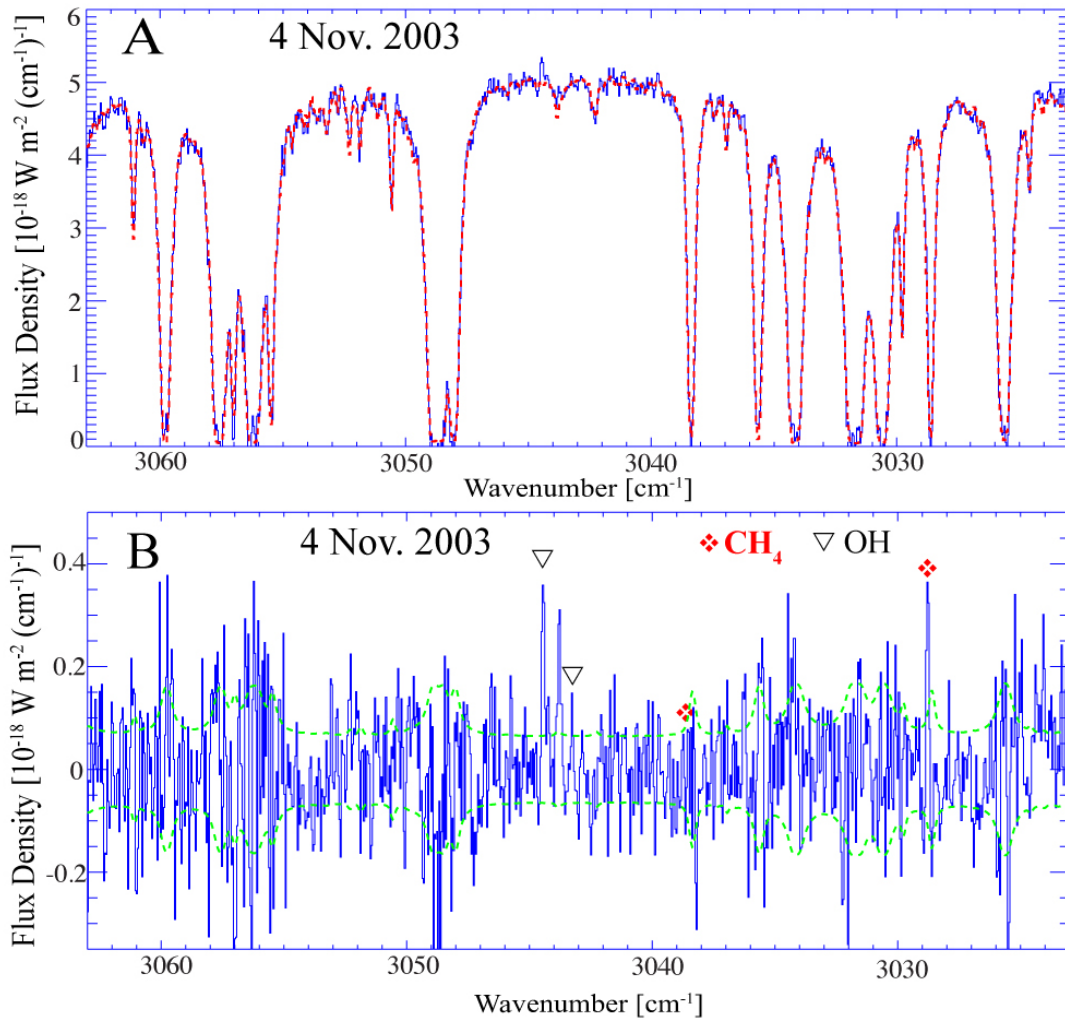 A
4 Nov. 2003
Flux Density [10⁻¹⁸ W m⁻² (cm⁻¹)⁻¹]
6
5
4
3
2
1
0
3060
3050
3040
3030
Wavenumber [cm⁻¹]
B
4 Nov. 2003
CH₄
OH
Flux Density [10⁻¹⁸ W m⁻² (cm⁻¹)⁻¹]
0.4
0.2
0
-0.2
3060
3050
3040
3030
Wavenumber [cm⁻¹]